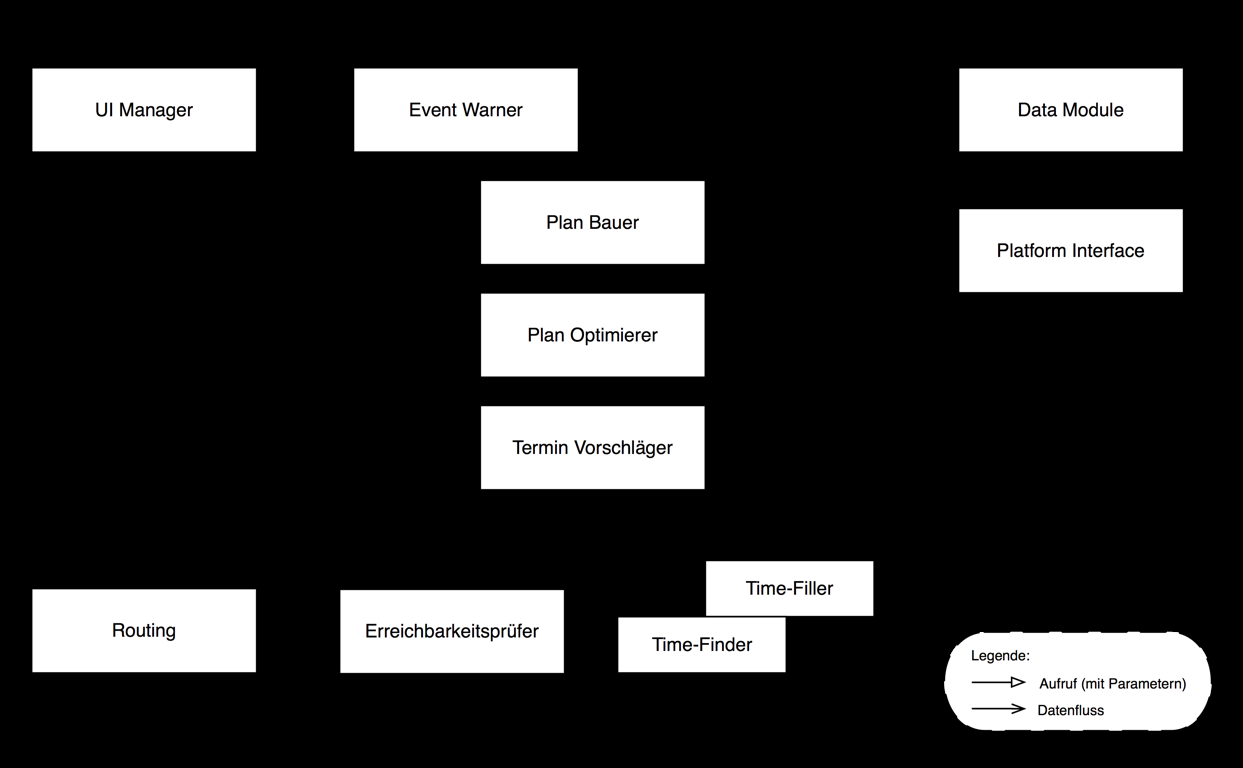 UI Manager
Event Warner
Data Module
Plan Bauer
Platform Interface
Plan Optimierer
Termin Vorschläger
Time-Filler
Routing
Erreichbarkeitsprüfer
Time-Finder
Legende:
Aufruf (mit Parametern)
Datenfluss